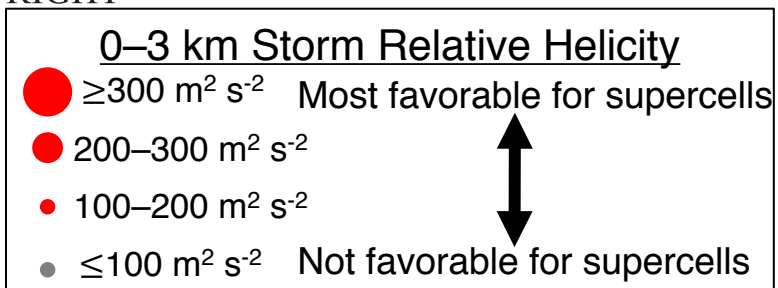 RIGHT
0–3 km Storm Relative Helicity
≥300 m² s⁻² Most favorable for supercells
200–300 m² s⁻²
100–200 m² s⁻²
≤100 m² s⁻² Not favorable for supercells